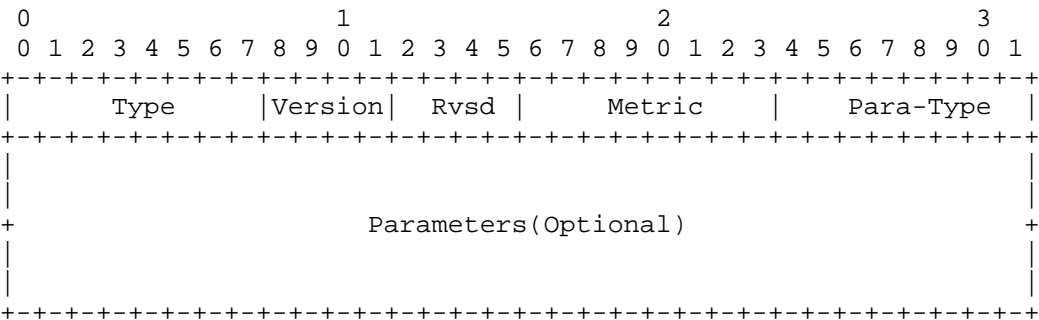 0                   1                   2                   3
 0 1 2 3 4 5 6 7 8 9 0 1 2 3 4 5 6 7 8 9 0 1 2 3 4 5 6 7 8 9 0 1
+-+-+-+-+-+-+-+-+-+-+-+-+-+-+-+-+-+-+-+-+-+-+-+-+-+-+-+-+-+-+-+-+
|      Type     |Version|  Rvsd |     Metric    |    Para-Type  |
+-+-+-+-+-+-+-+-+-+-+-+-+-+-+-+-+-+-+-+-+-+-+-+-+-+-+-+-+-+-+-+-+
|                                                               |
|                                                               |
+                      Parameters(Optional)                     +
|                                                               |
|                                                               |
+-+-+-+-+-+-+-+-+-+-+-+-+-+-+-+-+-+-+-+-+-+-+-+-+-+-+-+-+-+-+-+-+